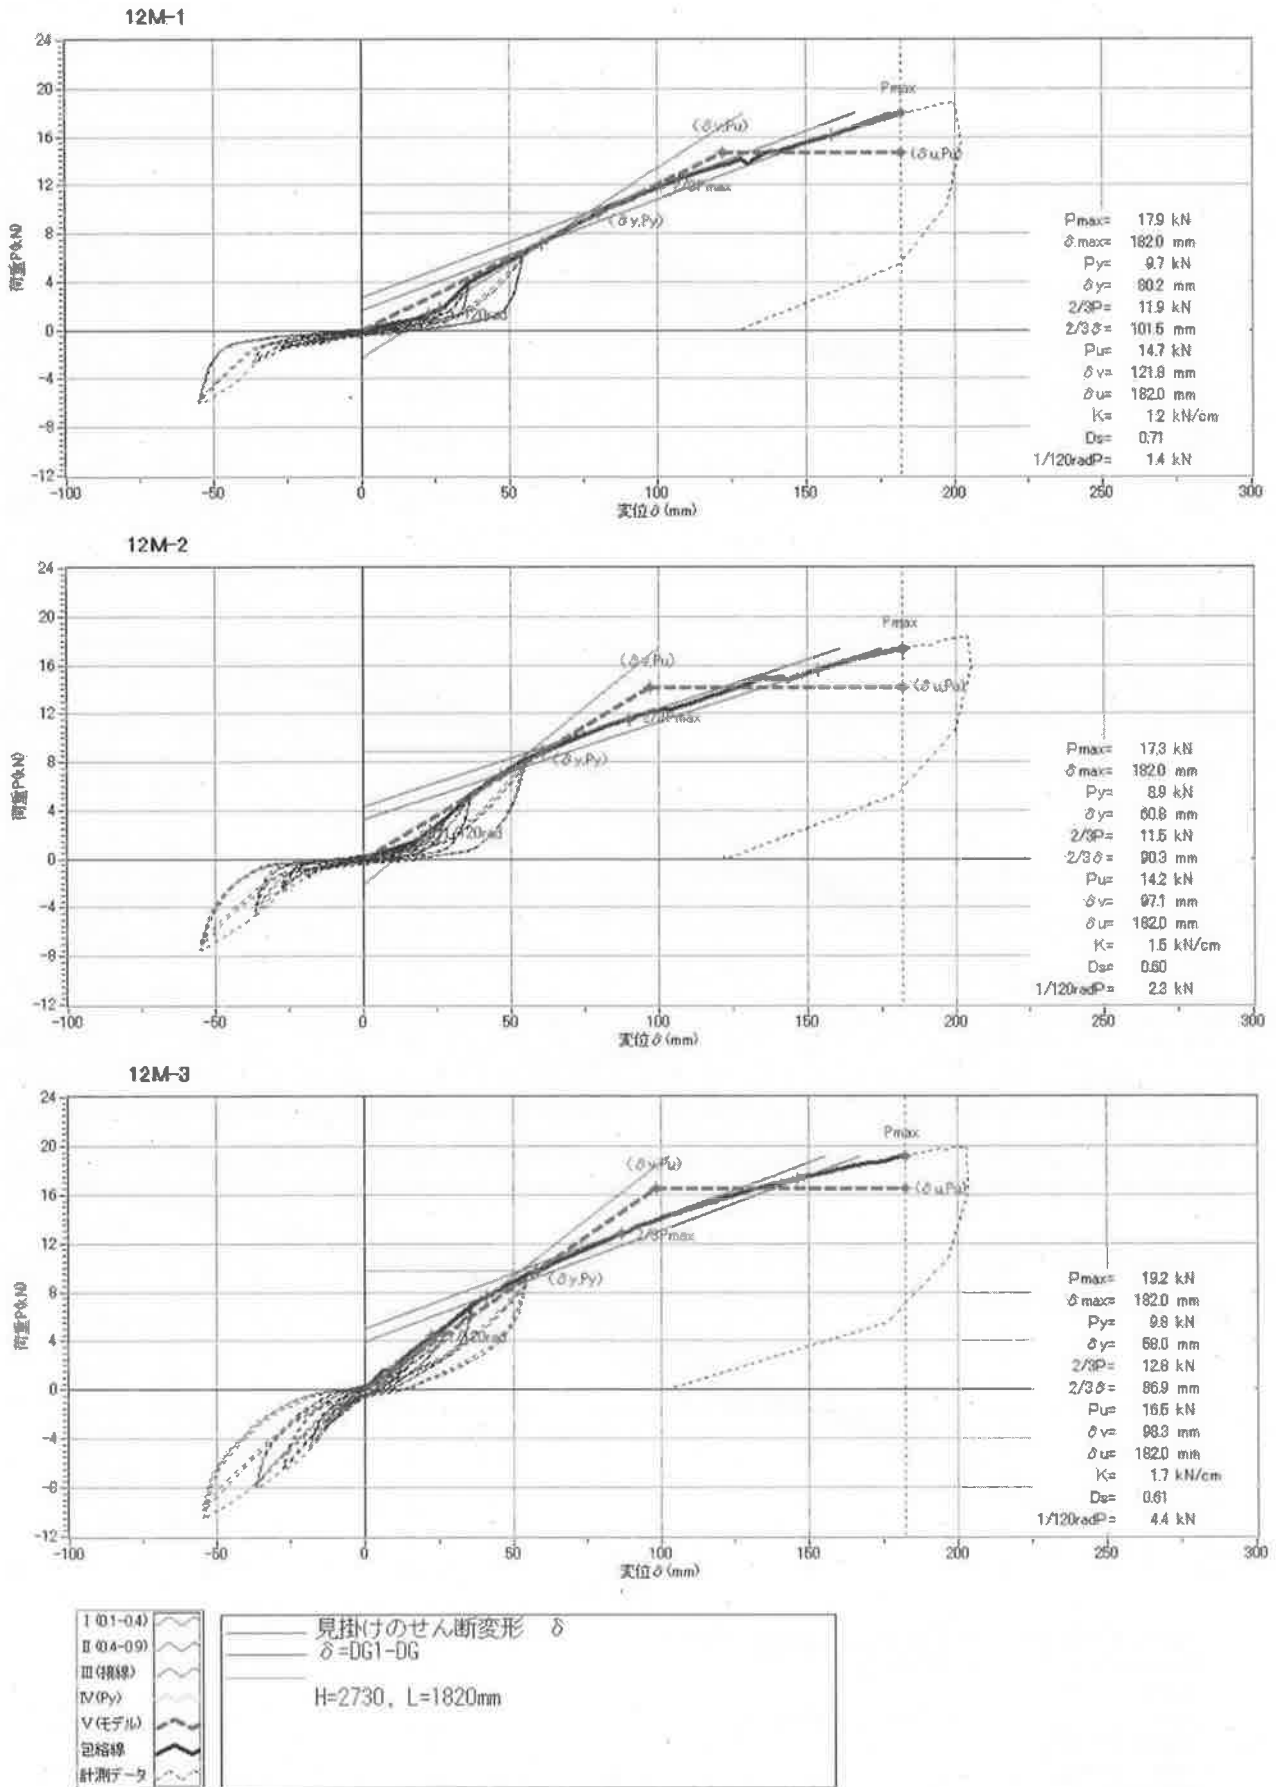 12M-1
24
20
16
12
8
4
0
-4
-8
-12
荷重P(kN)
Pmax
(δv,Pu)
(δu,Pu)
2/3Pmax
(δy,Py)
Pmax= 17.9 kN
δmax= 182.0 mm
Py= 9.7 kN
δy= 80.2 mm
2/3P= 11.9 kN
2/3δ= 101.5 mm
Pu= 14.7 kN
δv= 121.8 mm
δu= 182.0 mm
K= 1.2 kN/cm
Ds= 0.71
1/120radP= 1.4 kN
-100 -50 0 50 100 150 200 250 300
変位δ(mm)
12M-2
24
20
16
12
8
4
0
-4
-8
-12
荷重P(kN)
Pmax
(δv,Pu)
(δu,Pu)
2/3Pmax
(δy,Py)
1/120rad
Pmax= 17.3 kN
δmax= 182.0 mm
Py= 8.9 kN
δy= 60.8 mm
2/3P= 11.5 kN
2/3δ= 90.3 mm
Pu= 14.2 kN
δv= 97.1 mm
δu= 182.0 mm
K= 1.5 kN/cm
Ds= 0.60
1/120radP= 2.3 kN
-100 -50 0 50 100 150 200 250 300
変位δ(mm)
12M-3
24
20
16
12
8
4
0
-4
-8
-12
荷重P(kN)
Pmax
(δv,Pu)
(δu,Pu)
2/3Pmax
(δy,Py)
1/120rad
Pmax= 19.2 kN
δmax= 182.0 mm
Py= 9.8 kN
δy= 58.0 mm
2/3P= 12.8 kN
2/3δ= 86.9 mm
Pu= 16.5 kN
δv= 98.3 mm
δu= 182.0 mm
K= 1.7 kN/cm
Ds= 0.61
1/120radP= 4.4 kN
-100 -50 0 50 100 150 200 250 300
変位δ(mm)
I (0.1-0.4)
II (0.4-0.9)
III (接線)
IV (Py)
V (モデル)
包絡線
計測データ
見掛けのせん断変形 δ
δ=DG1-DG
H=2730, L=1820mm